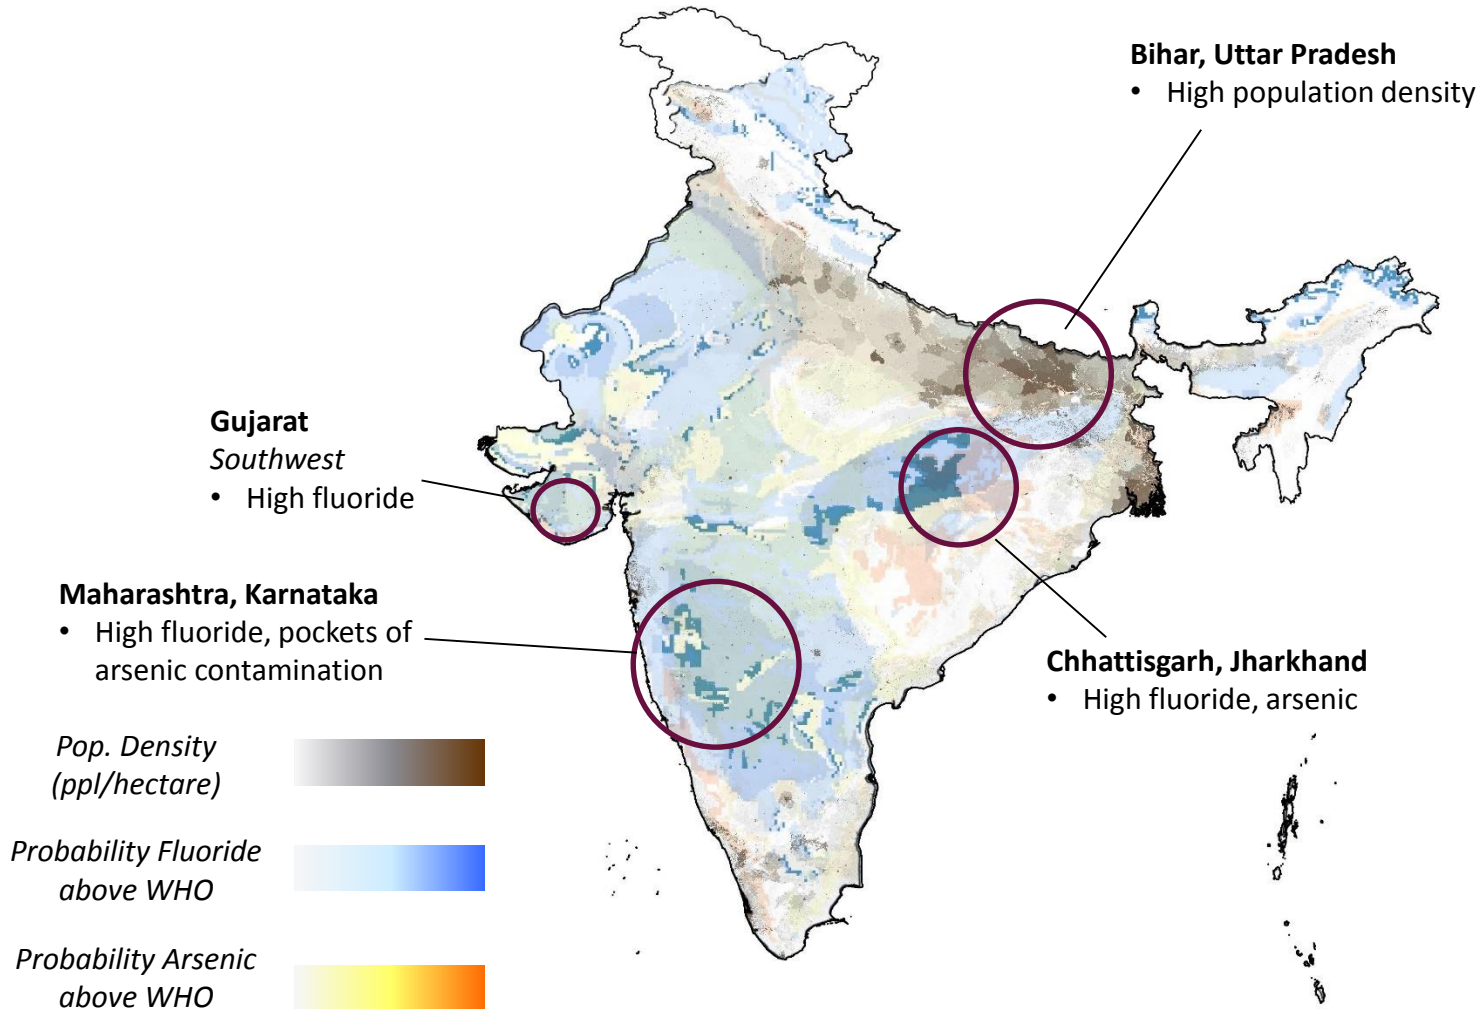 Bihar, Uttar Pradesh
• High population density
Gujarat
Southwest
• High fluoride
Maharashtra, Karnataka
• High fluoride, pockets of
arsenic contamination
Chhattisgarh, Jharkhand
• High fluoride, arsenic
Pop. Density
(ppl/hectare)
Probability Fluoride
above WHO
Probability Arsenic
above WHO